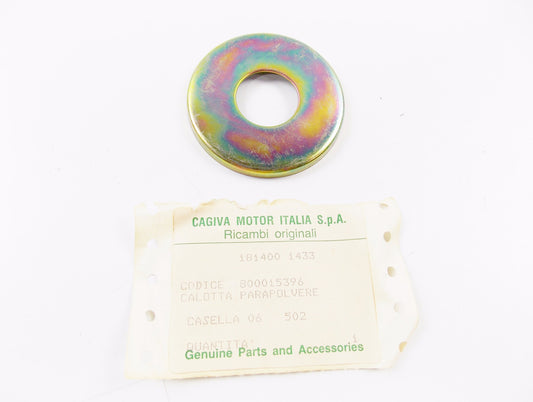 CAGIVA MOTOR ITALIA S.p.A.
Ricambi originali
181400 1433
CODICE 800015396
CALOTTA PARAPOLVERE
CASELLA 06 502
QUANTITA' 1
Genuine Parts and Accessories